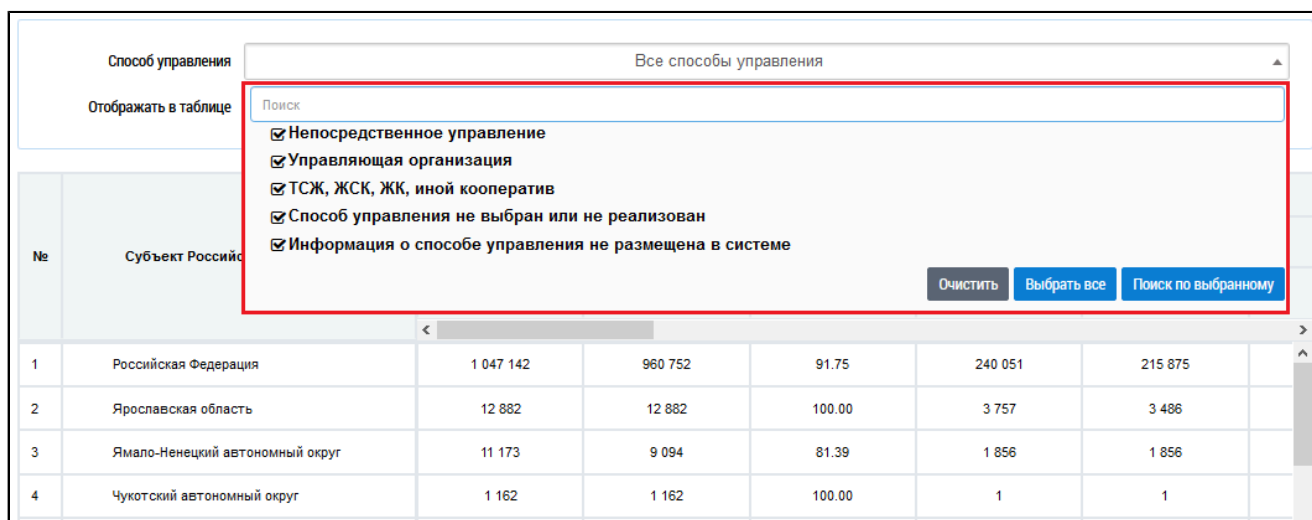 Способ управления Все способы управления
Отображать в таблице Поиск
Непосредственное управление
Управляющая организация
ТСЖ, ЖСК, ЖК, иной кооператив
Способ управления не выбран или не реализован
Информация о способе управления не размещена в системе
№ Субъект Российс
Очистить Выбрать все Поиск по выбранному
1 Российская Федерация 1 047 142 960 752 91.75 240 051 215 875
2 Ярославская область 12 882 12 882 100.00 3 757 3 486
3 Ямало-Ненецкий автономный округ 11 173 9 094 81.39 1 856 1 856
4 Чукотский автономный округ 1 162 1 162 100.00 1 1